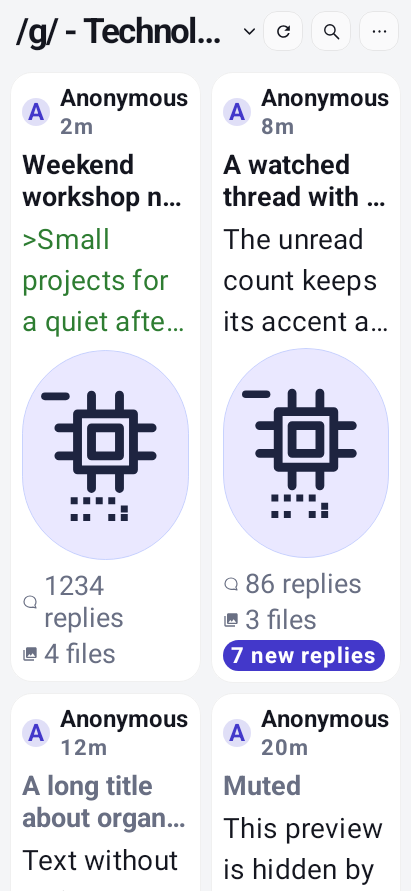 /g/ - Technol...
A
Anonymous
2m
Weekend
workshop n...
>Small
projects for
a quiet afte...
1234
replies
4 files
A
Anonymous
8m
A watched
thread with ...
The unread
count keeps
its accent a...
86 replies
3 files
7 new replies
A
Anonymous
12m
A long title
about organ...
Text without
A
Anonymous
20m
Muted
This preview
is hidden by